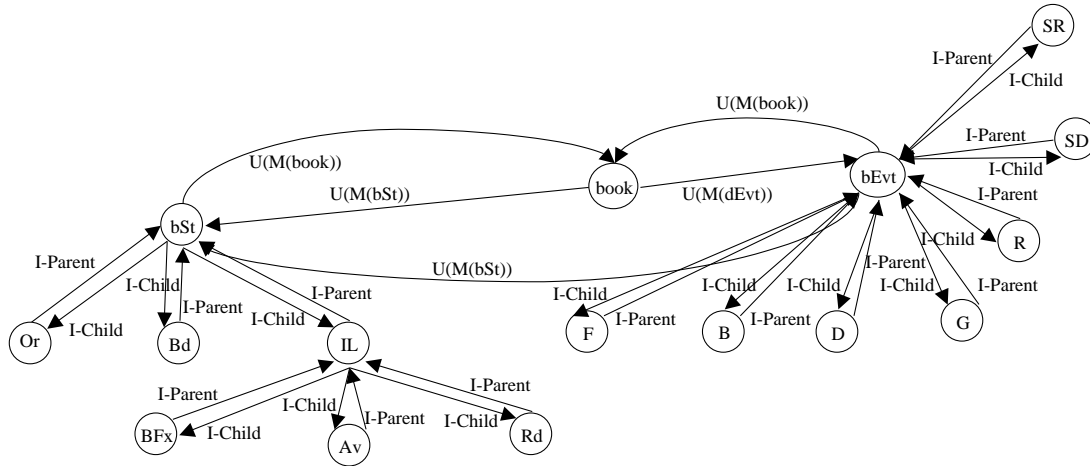 SR
I-Parent
I-Child
U(M(book))
I-Parent
SD
I-Child
U(M(book))
bEvt
book
U(M(bSt))
U(M(dEvt))
I-Parent
bSt
I-Child
R
I-Parent
U(M(bSt))
I-Parent
I-Child
I-Parent
I-Child
I-Child
I-Child
I-Parent
I-Child
I-Parent
I-Child
I-Parent
I-Parent
G
Or
Bd
IL
F
B
D
I-Parent
I-Child
I-Parent
BFx
I-Child
I-Parent
I-Child
Rd
Av